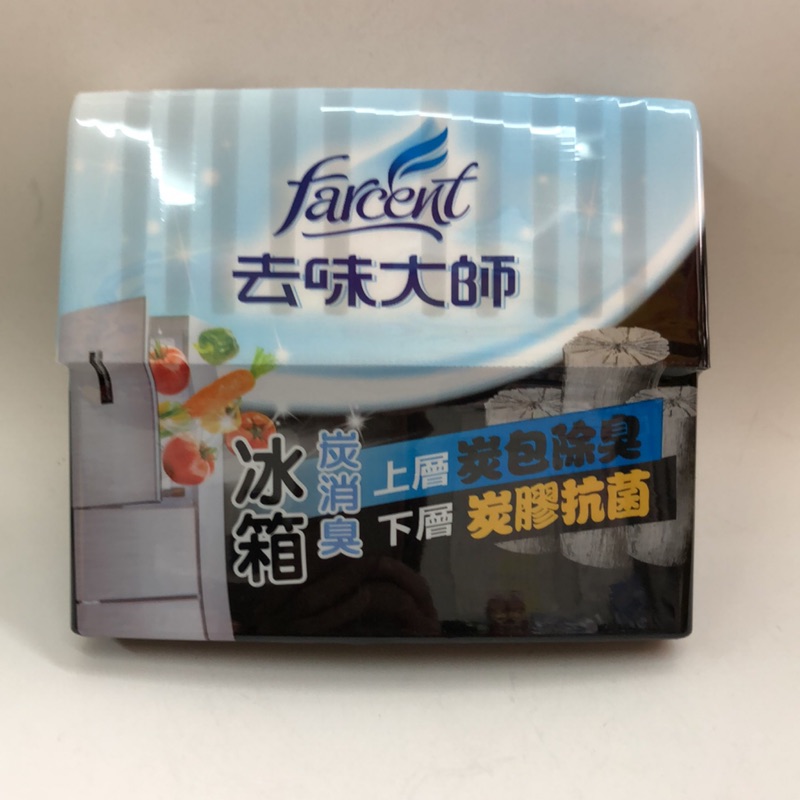 farcent
去味大師
冰箱
炭消臭
上層 炭包除臭
下層 炭膠抗菌